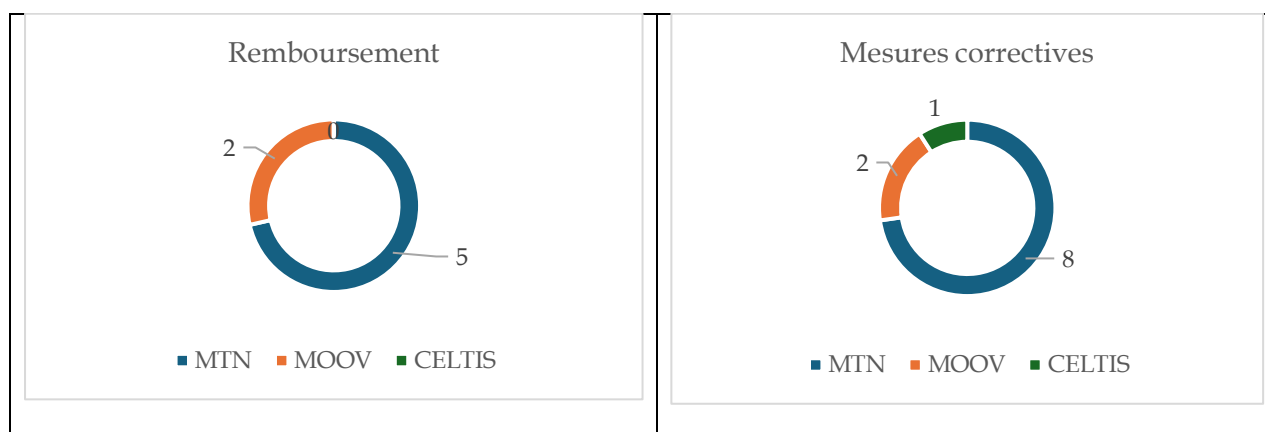 Remboursement
0
2
5
MTN MOOV CELTIS
Mesures correctives
1
2
8
MTN MOOV CELTIS